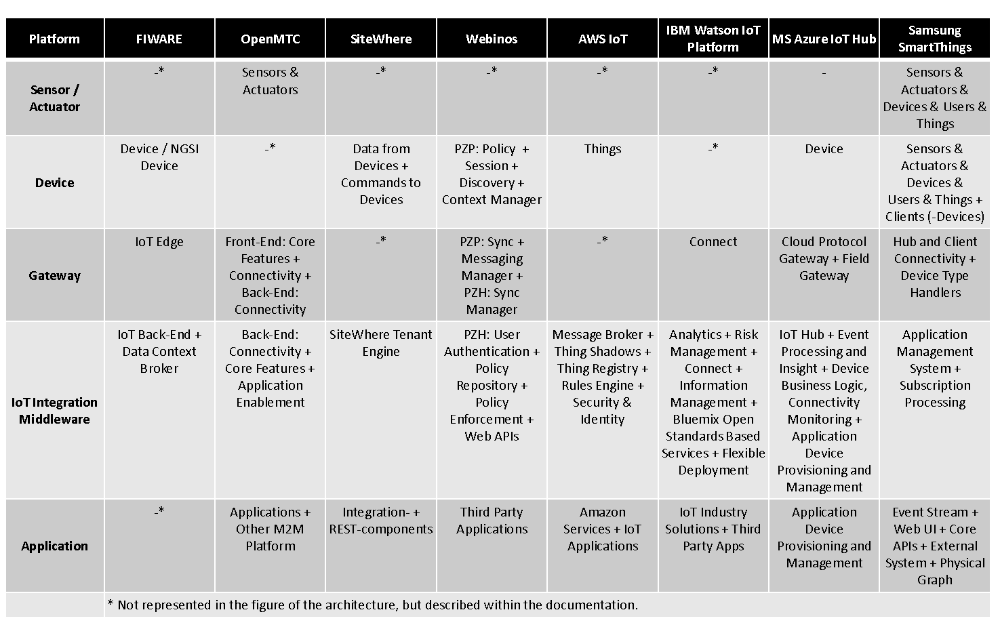 Platform
FIWARE
OpenMTC
SiteWhere
Webinos
AWS IoT
IBM Watson IoT
Platform
MS Azure IoT Hub
Samsung
SmartThings
Sensor /
Actuator
-*
Sensors &
Actuators
-*
-*
-*
-*
-
Sensors &
Actuators &
Devices & Users &
Things
Device
Device / NGSI
Device
-*
Data from
Devices +
Commands to
Devices
PZP: Policy +
Session +
Discovery +
Context Manager
Things
-*
Device
Sensors &
Actuators &
Devices &
Users & Things +
Clients (-Devices)
Gateway
IoT Edge
Front-End: Core
Features +
Connectivity +
Back-End:
Connectivity
-*
PZP: Sync +
Messaging
Manager +
PZH: Sync
Manager
-*
Connect
Cloud Protocol
Gateway + Field
Gateway
Hub and Client
Connectivity +
Device Type
Handlers
IoT Integration
Middleware
IoT Back-End +
Data Context
Broker
Back-End:
Connectivity +
Core Features +
Application
Enablement
SiteWhere Tenant
Engine
PZH: User
Authentication +
Policy
Repository +
Policy
Enforcement +
Web APIs
Message Broker +
Thing Shadows +
Thing Registry +
Rules Engine +
Security &
Identity
Analytics + Risk
Management +
Connect +
Information
Management +
Bluemix Open
Standards Based
Services + Flexible
Deployment
IoT Hub + Event
Processing and
Insight + Device
Business Logic,
Connectivity
Monitoring +
Application
Device
Provisioning and
Management
Application
Management
System +
Subscription
Processing
Application
-*
Applications +
Other M2M
Platform
Integration- +
REST-components
Third Party
Applications
Amazon
Services + IoT
Applications
IoT Industry
Solutions + Third
Party Apps
Application
Device
Provisioning and
Management
Event Stream +
Web UI + Core
APIs + External
System + Physical
Graph
* Not represented in the figure of the architecture, but described within the documentation.